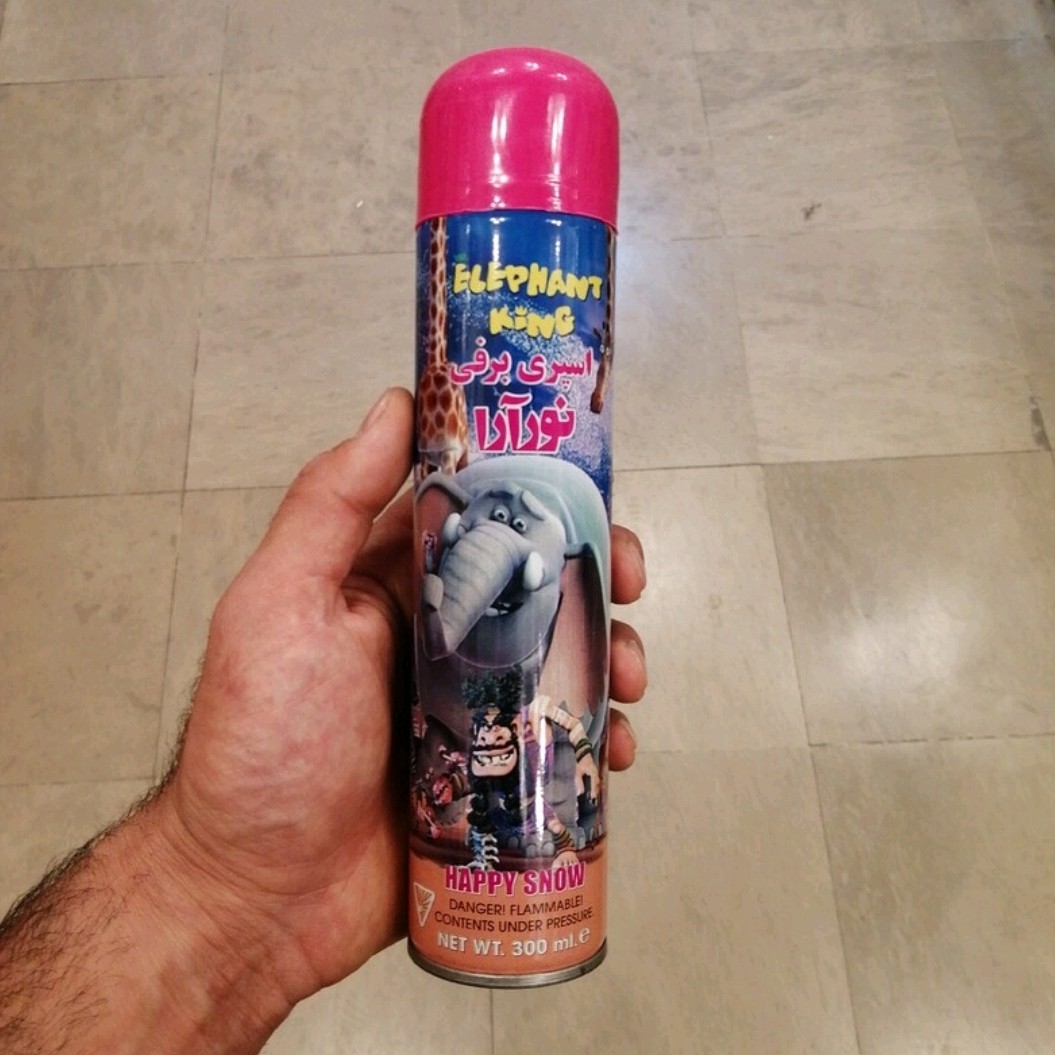 ELEPHANT
KING
اسپری برفی
نورآرا
HAPPY SNOW
DANGER! FLAMMABLE!
CONTENTS UNDER PRESSURE.
NET WT. 300 ml.e